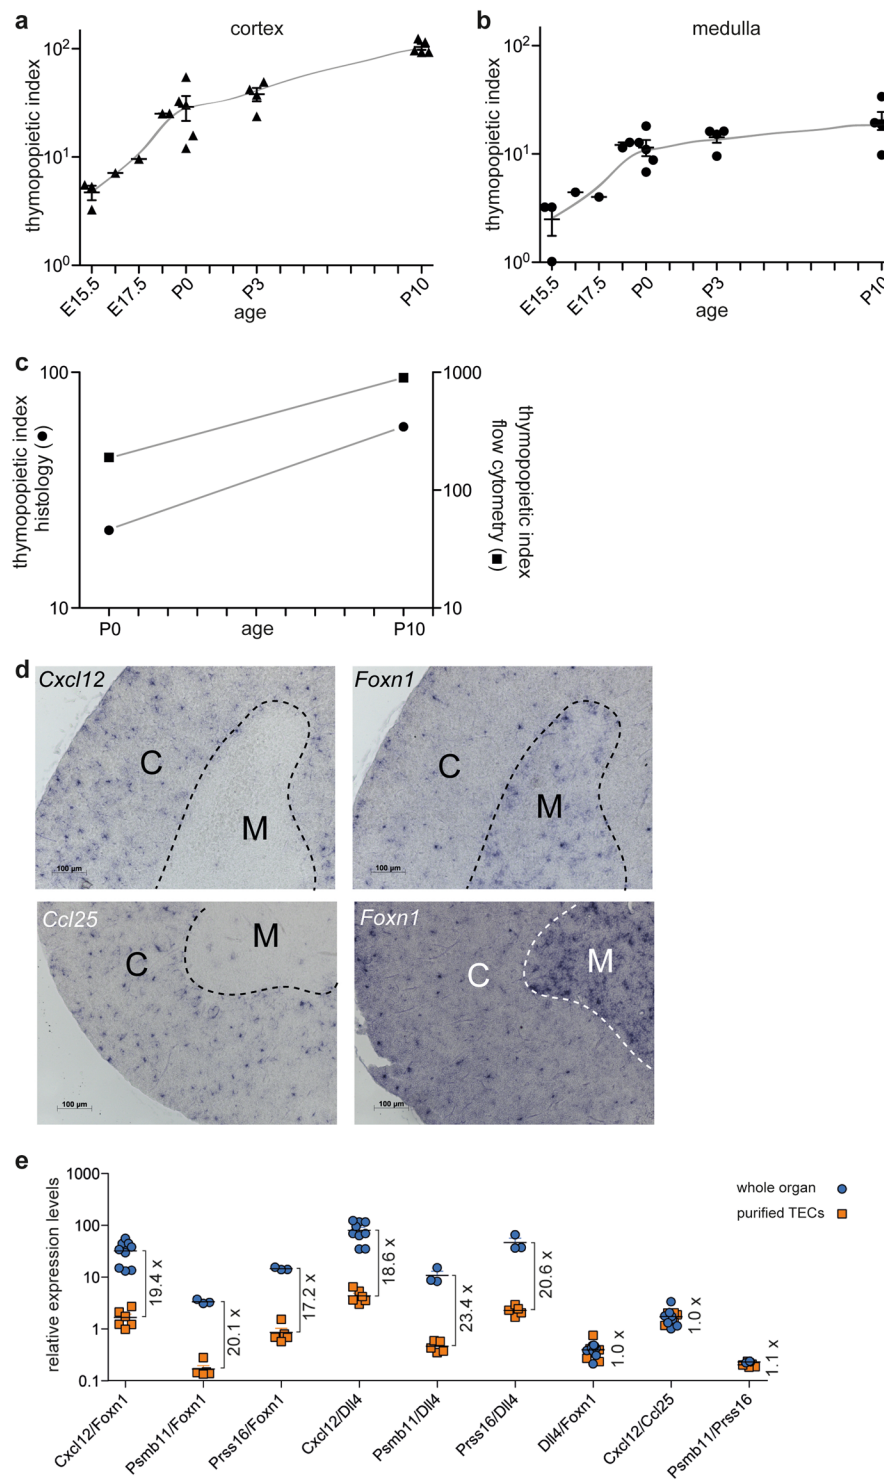 a
cortex
thymopopietic index
10²
10¹
10⁰
E15.5
E17.5
P0
P3
P10
age
b
medulla
thymopopietic index
10²
10¹
10⁰
E15.5
E17.5
P0
P3
P10
age
c
thymopopietic index
histology (●)
100
10
1000
100
10
thymopopietic index
flow cytometry (■)
P0
age
P10
d
Cxcl12
C
M
100 µm
Foxn1
C
M
100 µm
Ccl25
C
M
100 µm
Foxn1
C
M
100 µm
e
relative expression levels
1000
100
10
1
0.1
whole organ
purified TECs
19.4 x
20.1 x
17.2 x
18.6 x
23.4 x
20.6 x
1.0 x
1.0 x
1.1 x
Cxcl12/Foxn1
Psmb11/Foxn1
Prss16/Foxn1
Cxcl12/Dll4
Psmb11/Dll4
Prss16/Dll4
Dll4/Foxn1
Cxcl12/Ccl25
Psmb11/Prss16